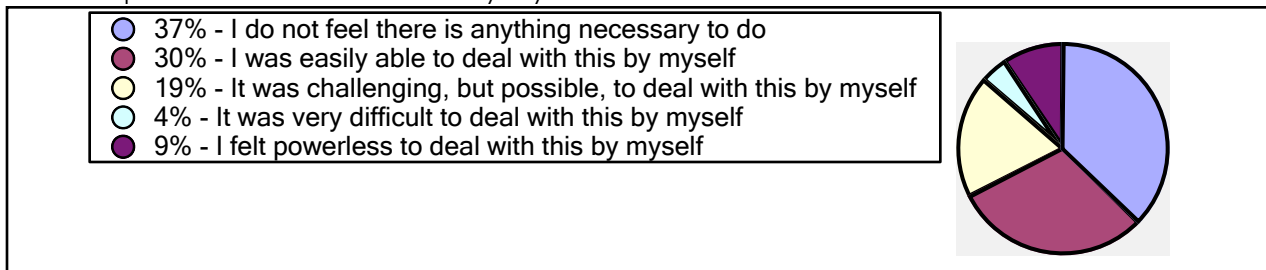 37% - I do not feel there is anything necessary to do
30% - I was easily able to deal with this by myself
19% - It was challenging, but possible, to deal with this by myself
4% - It was very difficult to deal with this by myself
9% - I felt powerless to deal with this by myself